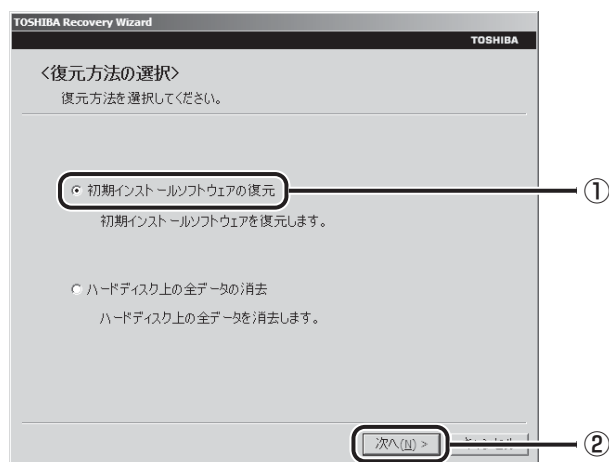 TOSHIBA Recovery Wizard
TOSHIBA
<復元方法の選択>
復元方法を選択してください。
初期インストールソフトウェアの復元
①
初期インストールソフトウェアを復元します。
ハードディスク上の全データの消去
ハードディスク上の全データを消去します。
次へ(N) >
②